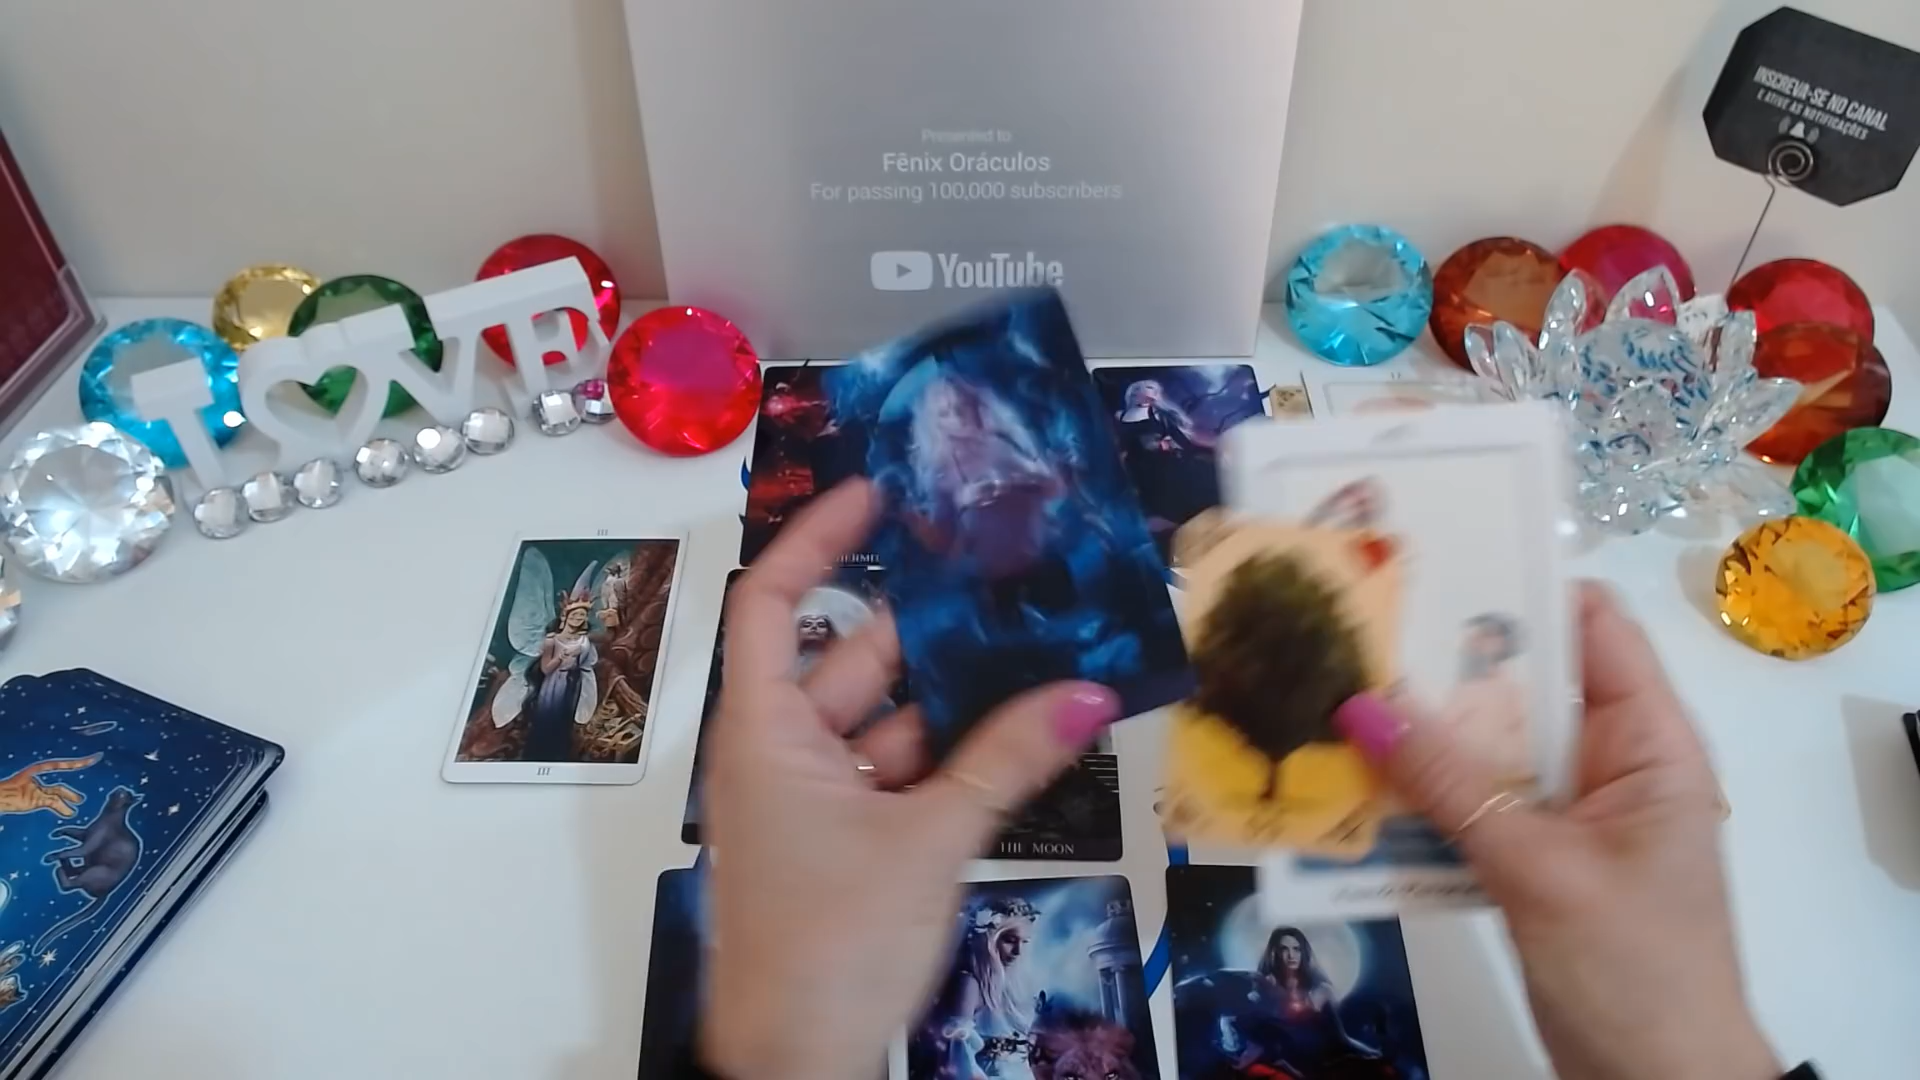 INSCREVA-SE NO CANAL
E ATIVE AS NOTIFICAÇÕES
Presented to
Fênix Oráculos
For passing 100,000 subscribers
YouTube
LOVE
HERMIT
III
III
THE MOON